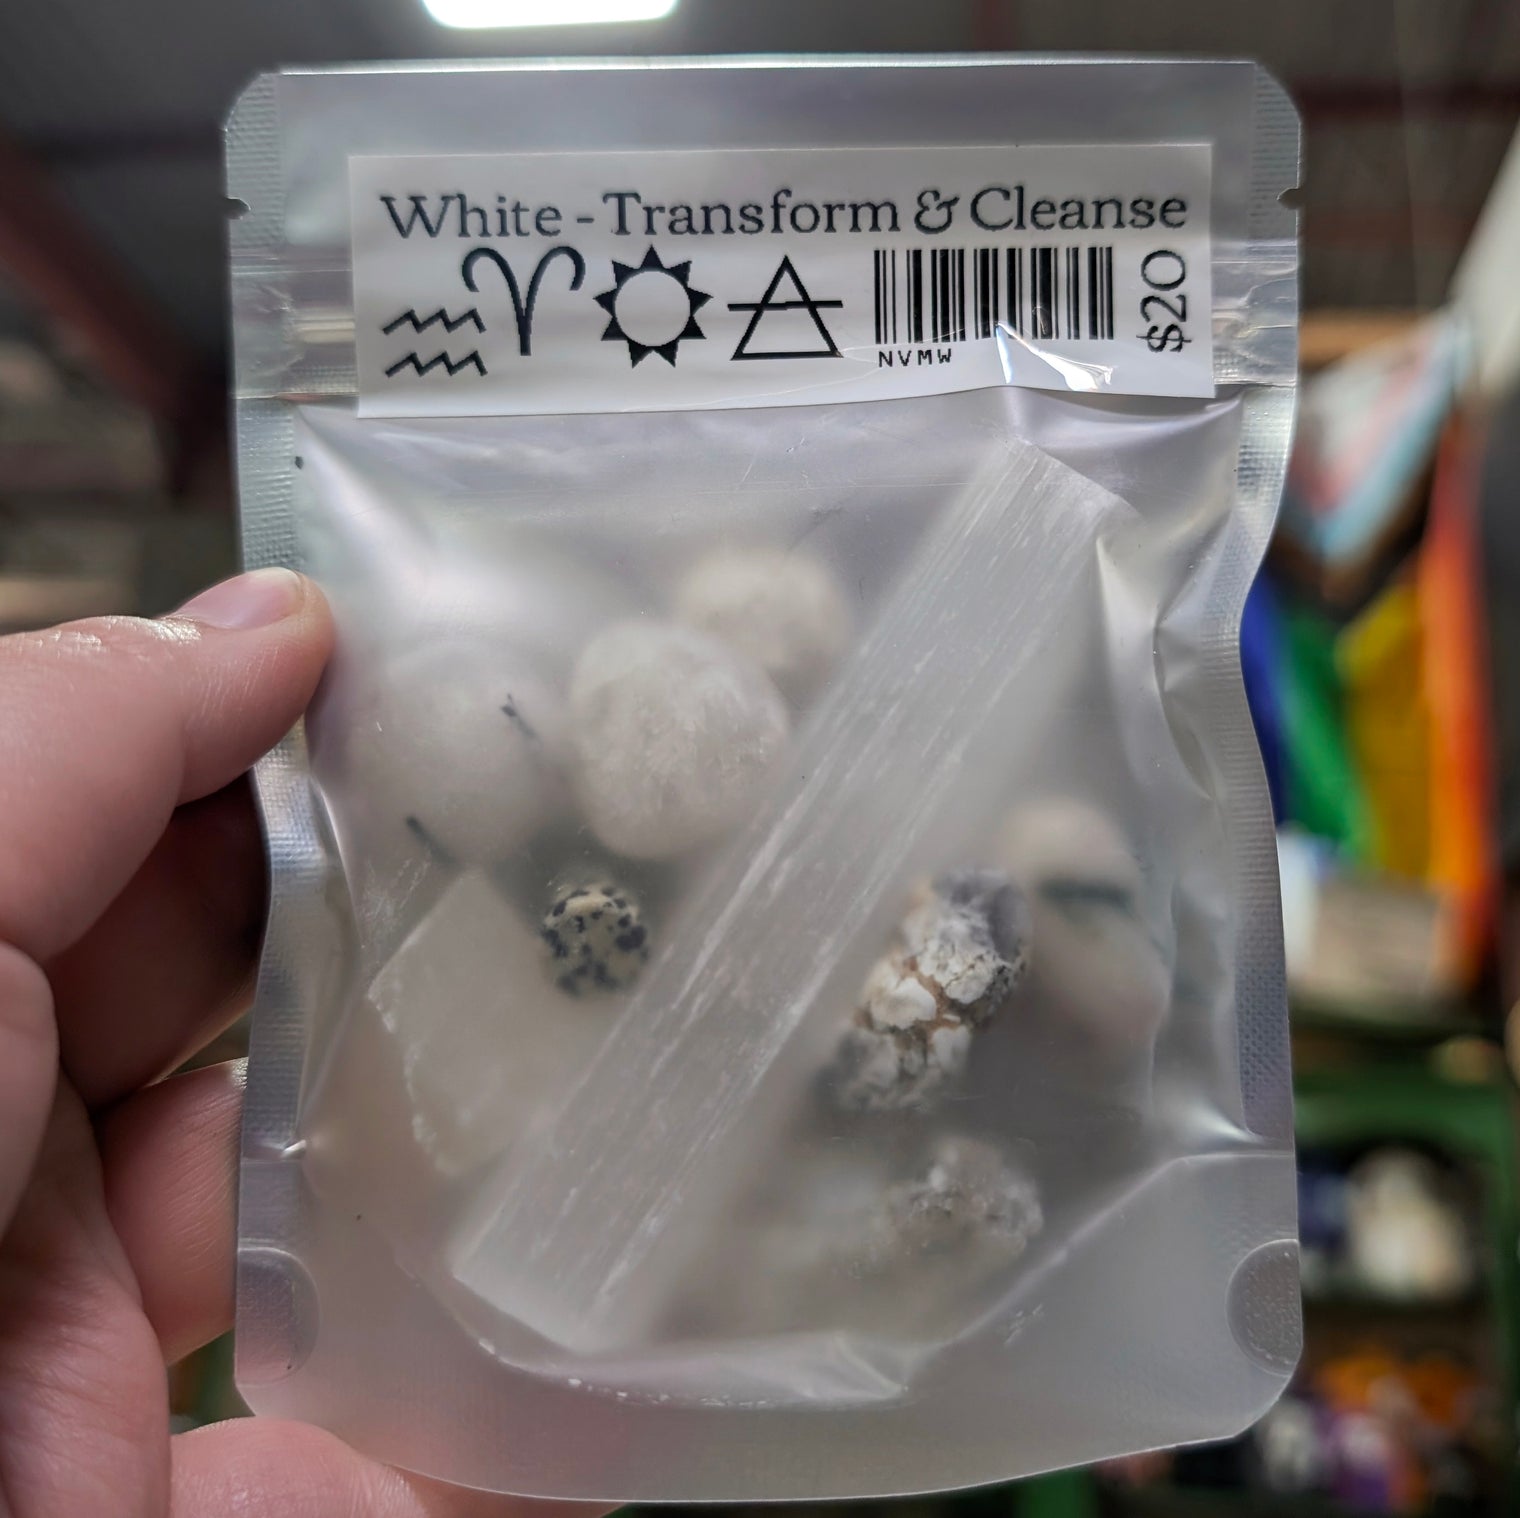 White - Transform & Cleanse
NVMW
$20